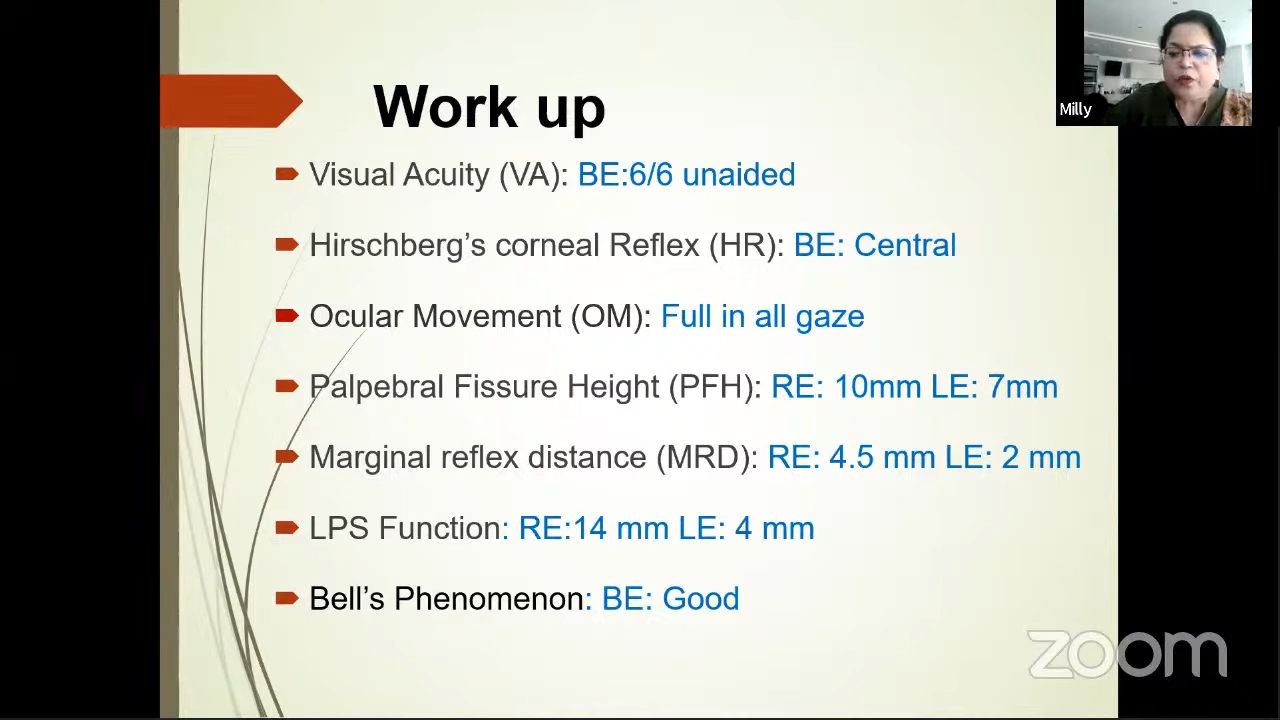 Work up
Milly
Visual Acuity (VA): BE:6/6 unaided
Hirschberg’s corneal Reflex (HR): BE: Central
Ocular Movement (OM): Full in all gaze
Palpebral Fissure Height (PFH): RE: 10mm LE: 7mm
Marginal reflex distance (MRD): RE: 4.5 mm LE: 2 mm
LPS Function: RE:14 mm LE: 4 mm
Bell’s Phenomenon: BE: Good
zoom